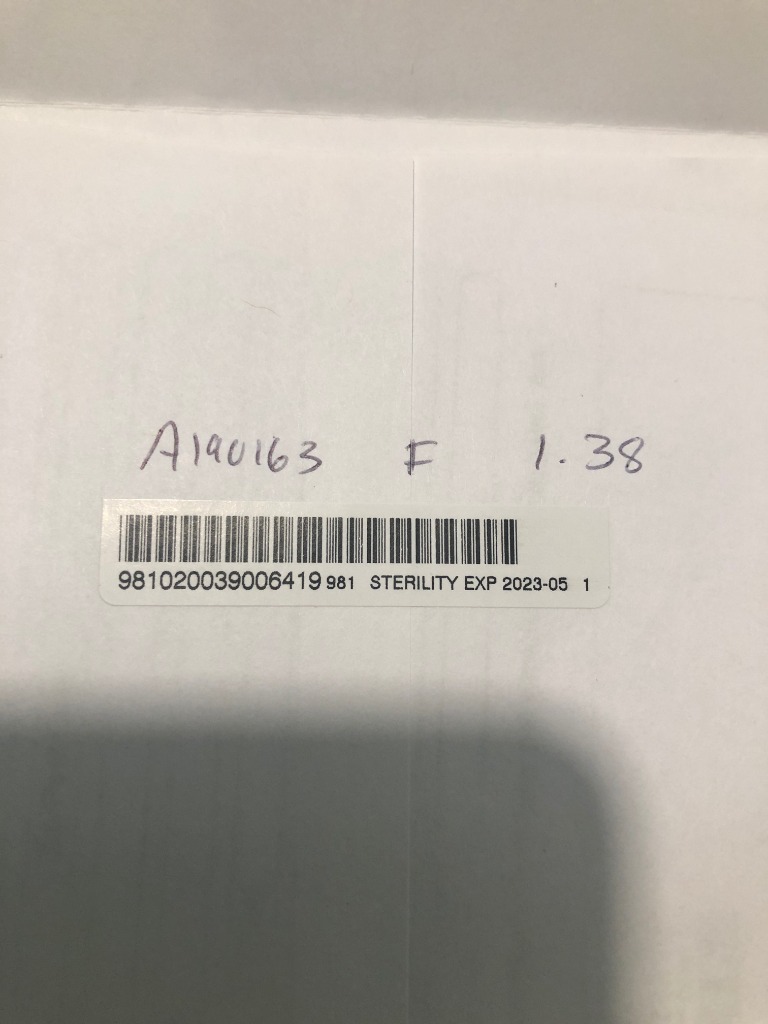 A190163 F 1.38
981020039006419 981 STERILITY EXP 2023-05 1